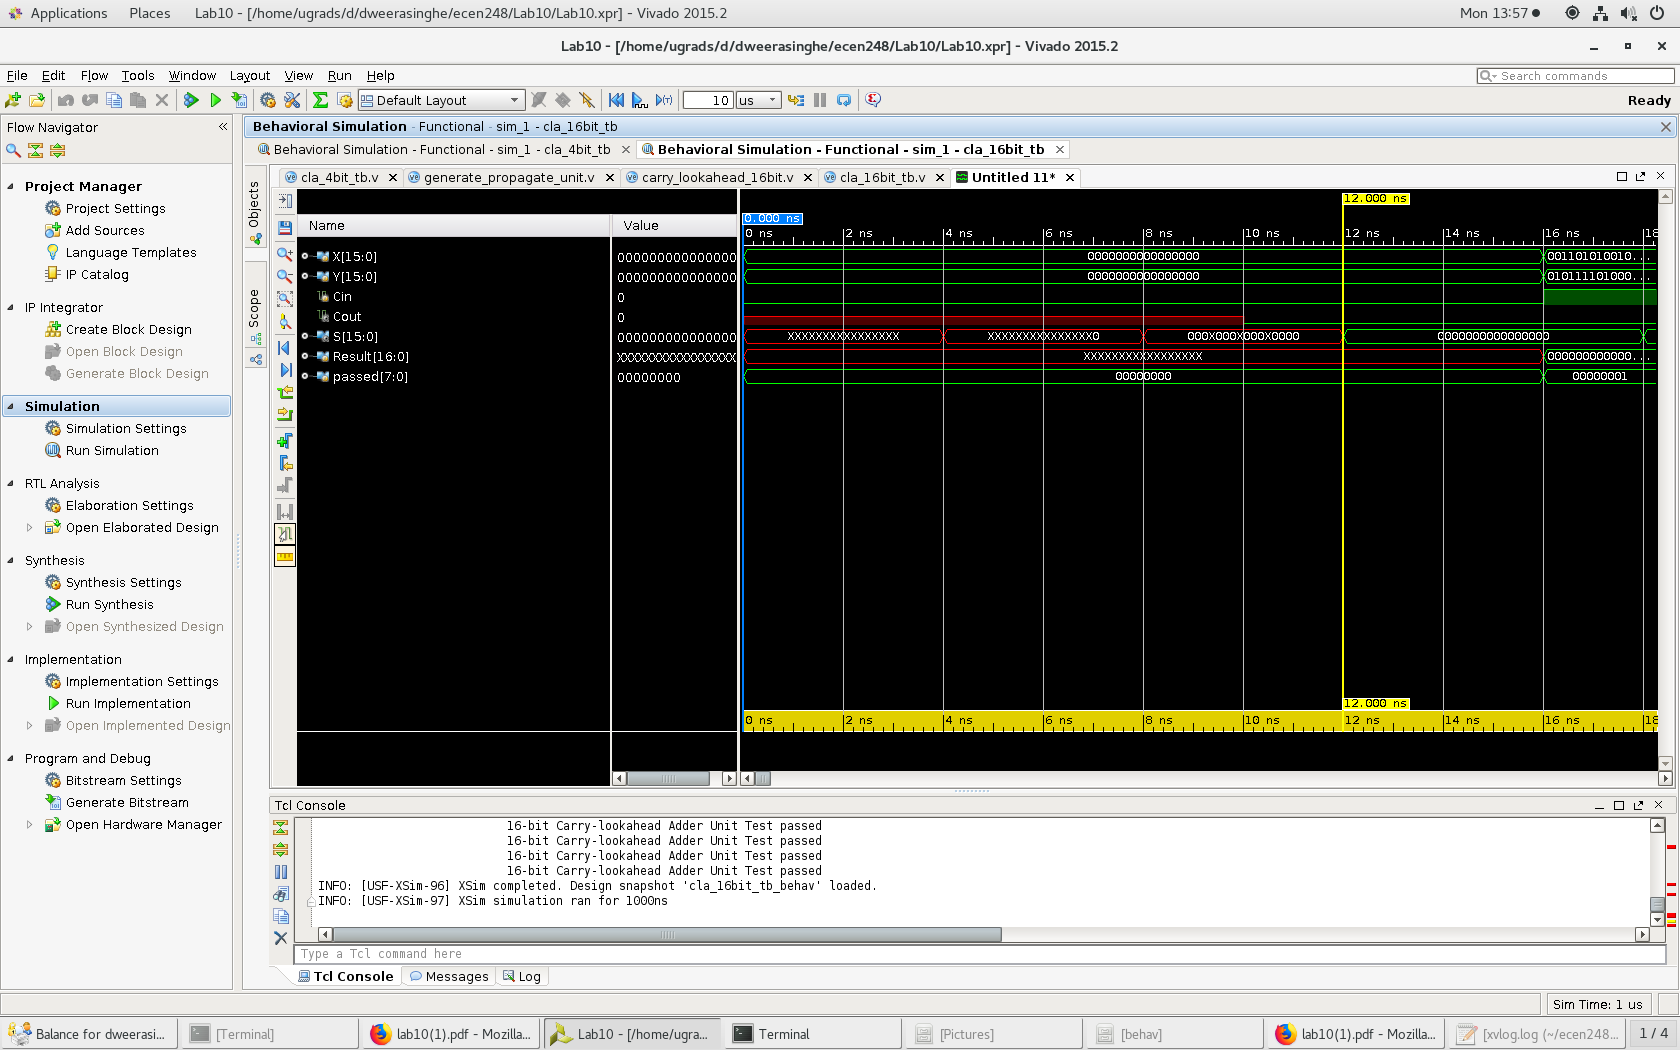 Applications Places Lab10 - [/home/ugrads/d/dweerasinghe/ecen248/Lab10/Lab10.xpr] - Vivado 2015.2 Mon 13:57
Lab10 - [/home/ugrads/d/dweerasinghe/ecen248/Lab10/Lab10.xpr] - Vivado 2015.2
File Edit Flow Tools Window Layout View Run Help Search commands
Default Layout 10 us Ready
Flow Navigator
Project Manager
Project Settings
Add Sources
Language Templates
IP Catalog
IP Integrator
Create Block Design
Open Block Design
Generate Block Design
Simulation
Simulation Settings
Run Simulation
RTL Analysis
Elaboration Settings
Open Elaborated Design
Synthesis
Synthesis Settings
Run Synthesis
Open Synthesized Design
Implementation
Implementation Settings
Run Implementation
Open Implemented Design
Program and Debug
Bitstream Settings
Generate Bitstream
Open Hardware Manager
Behavioral Simulation - Functional - sim_1 - cla_16bit_tb
Behavioral Simulation - Functional - sim_1 - cla_4bit_tb Behavioral Simulation - Functional - sim_1 - cla_16bit_tb
cla_4bit_tb.v generate_propagate_unit.v carry_lookahead_16bit.v cla_16bit_tb.v Untitled 11*
Objects
Scope
12.000 ns
0.000 ns
Name Value 0 ns 2 ns 4 ns 6 ns 8 ns 10 ns 12 ns 14 ns 16 ns 18
X[15:0] 0000000000000000 001101010010...
Y[15:0] 0000000000000000 010111101000...
Cin 0
Cout 0
S[15:0] XXXXXXXXXXXXXXXX XXXXXXXXXXXXXXX0 000X000X000X0000 0000000000000000
Result[16:0] XXXXXXXXXXXXXXXXX 000000000000...
passed[7:0] 00000000 00000000 00000001
12.000 ns
0 ns 2 ns 4 ns 6 ns 8 ns 10 ns 12 ns 14 ns 16 ns 18
Tcl Console
16-bit Carry-lookahead Adder Unit Test passed
16-bit Carry-lookahead Adder Unit Test passed
16-bit Carry-lookahead Adder Unit Test passed
16-bit Carry-lookahead Adder Unit Test passed
INFO: [USF-XSim-96] XSim completed. Design snapshot 'cla_16bit_tb_behav' loaded.
INFO: [USF-XSim-97] XSim simulation ran for 1000ns
Type a Tcl command here
Tcl Console Messages Log
Sim Time: 1 us
Balance for dweerasi... [Terminal] lab10(1).pdf - Mozilla... Lab10 - [/home/ugra... Terminal [Pictures] [behav] lab10(1).pdf - Mozilla... [xvlog.log (~/ecen248... 1 / 4